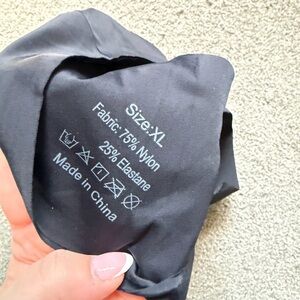 Size:XL
Fabric: 75% Nylon
25% Elastane
Made in China